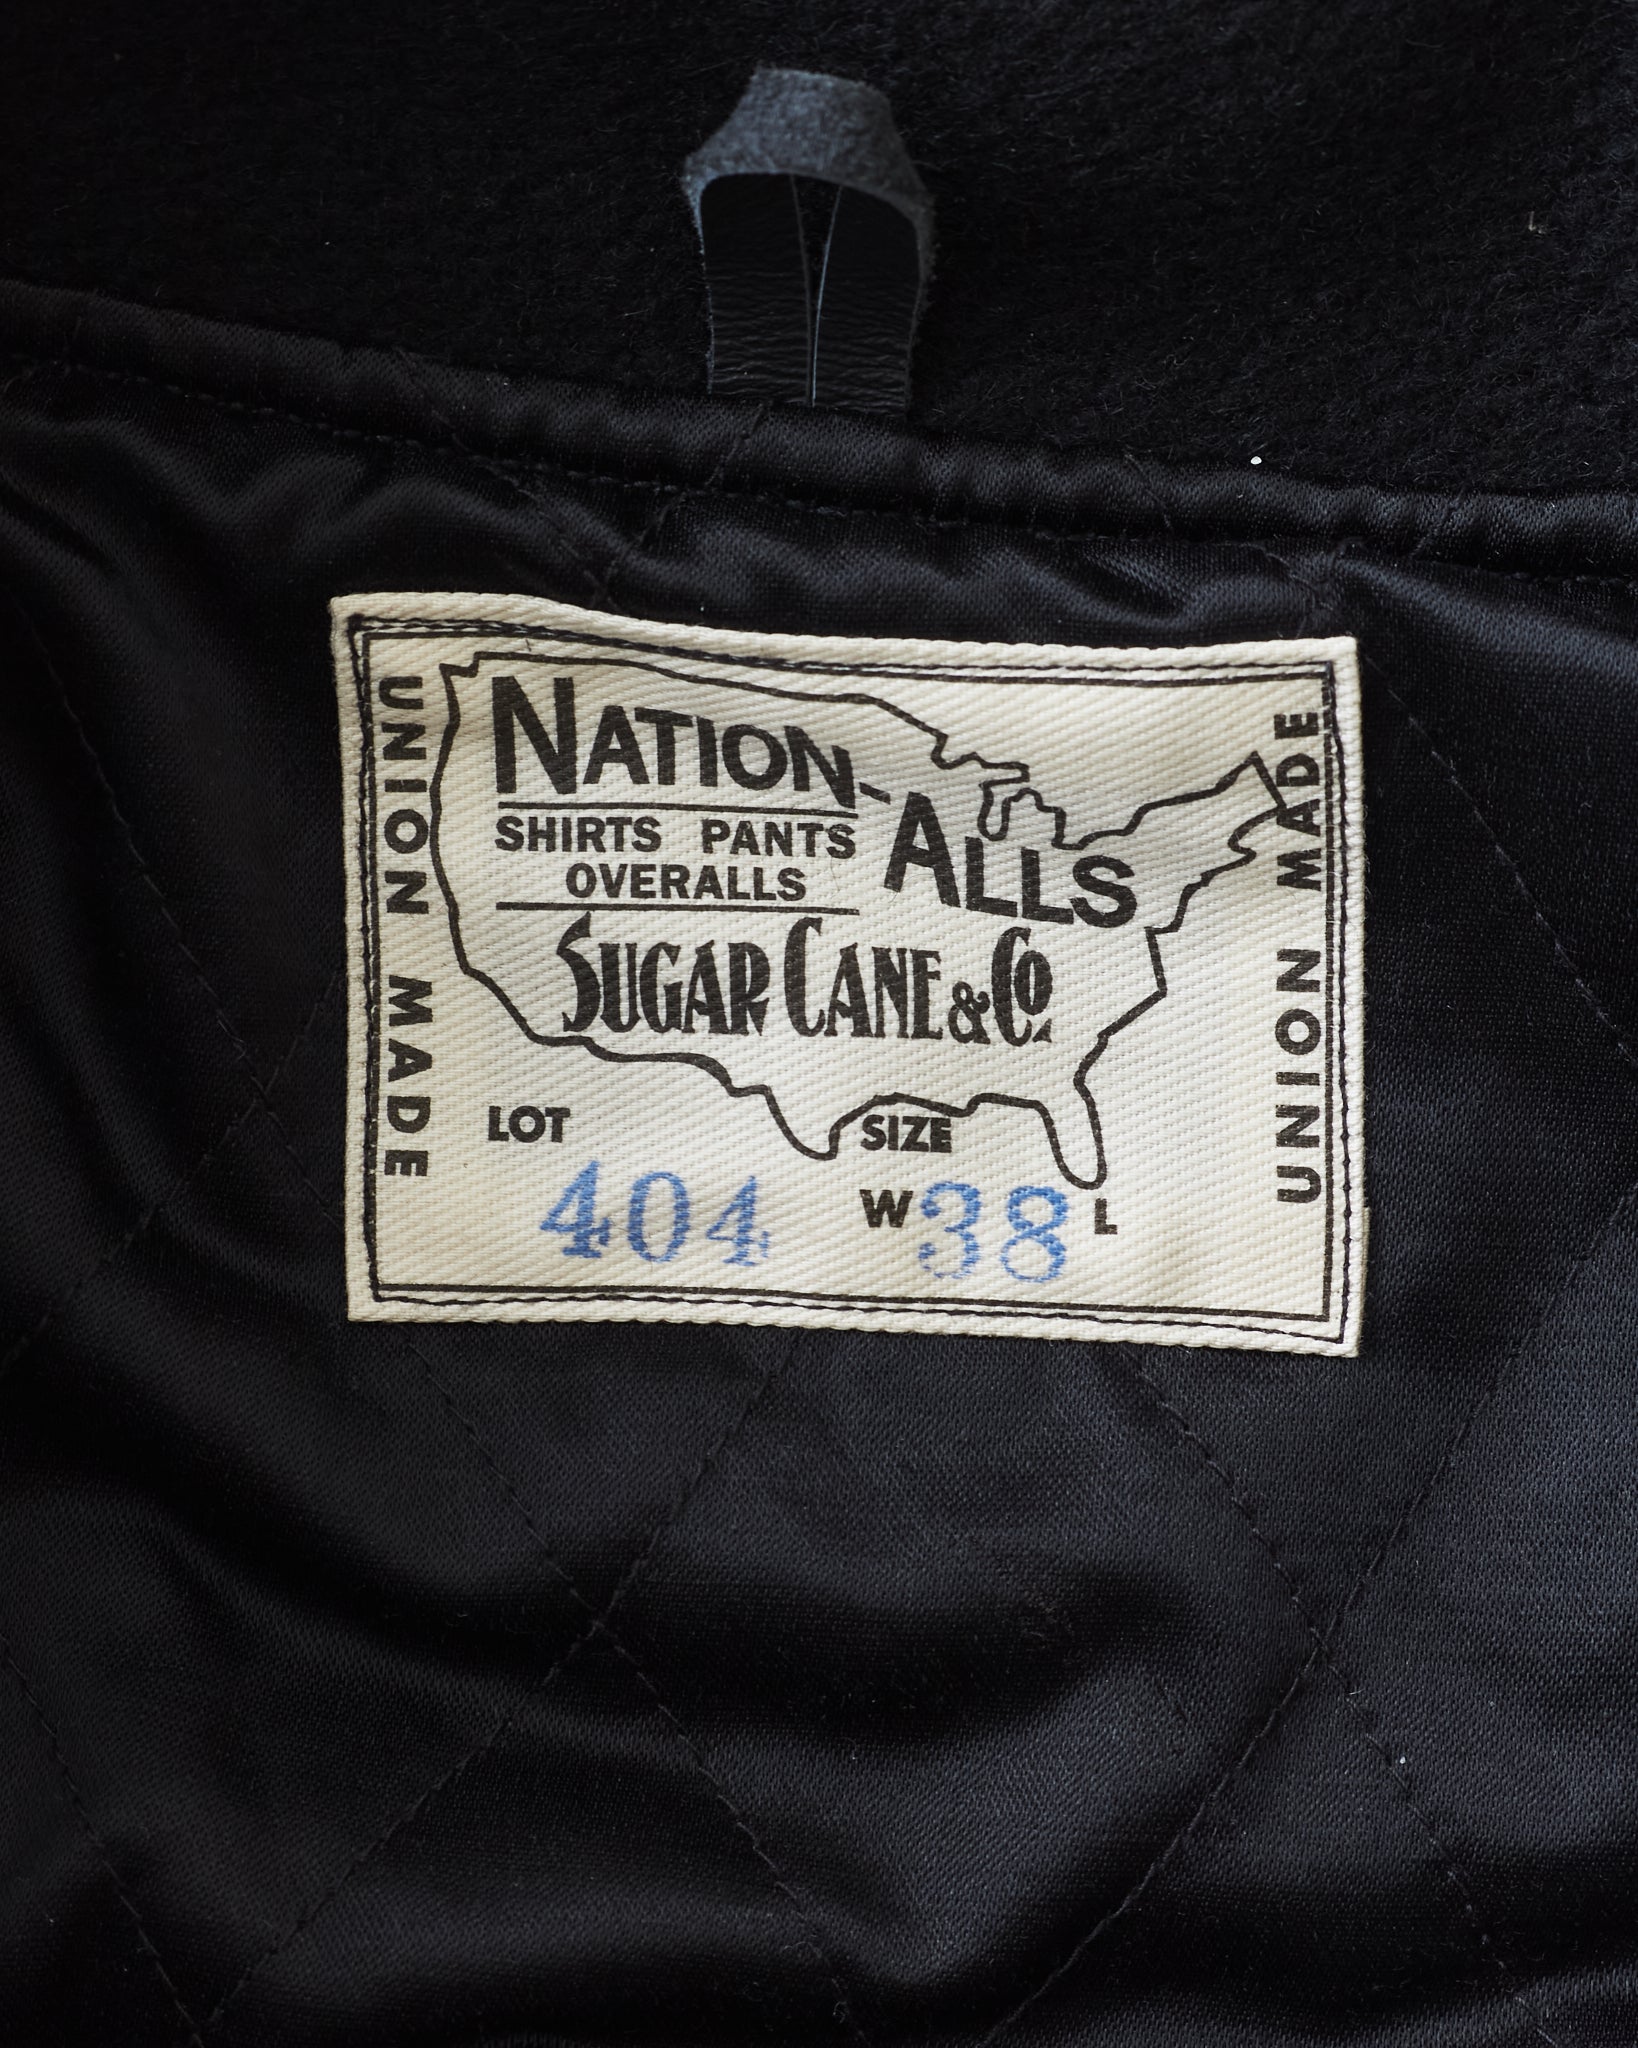 UNION MADE
NATION-ALLS
SHIRTS PANTS
OVERALLS
SUGAR CANE & CO.
LOT SIZE
404 W 38 L
UNION MADE